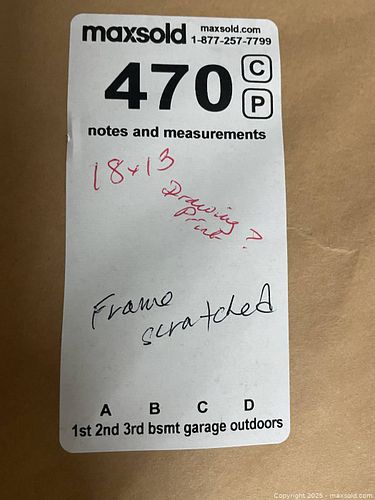 maxsold maxsold.com
1-877-257-7799
470 C
P
notes and measurements
18x13
Drawing
Print ?
Frame
scratched
A B C D
1st 2nd 3rd bsmt garage outdoors
Copyright 2025 - maxsold.com